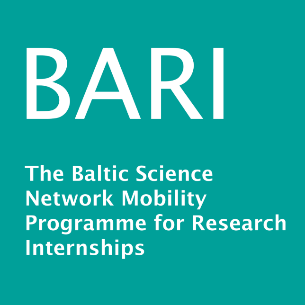 BARI
The Baltic Science
Network Mobility
Programme for Research
Internships